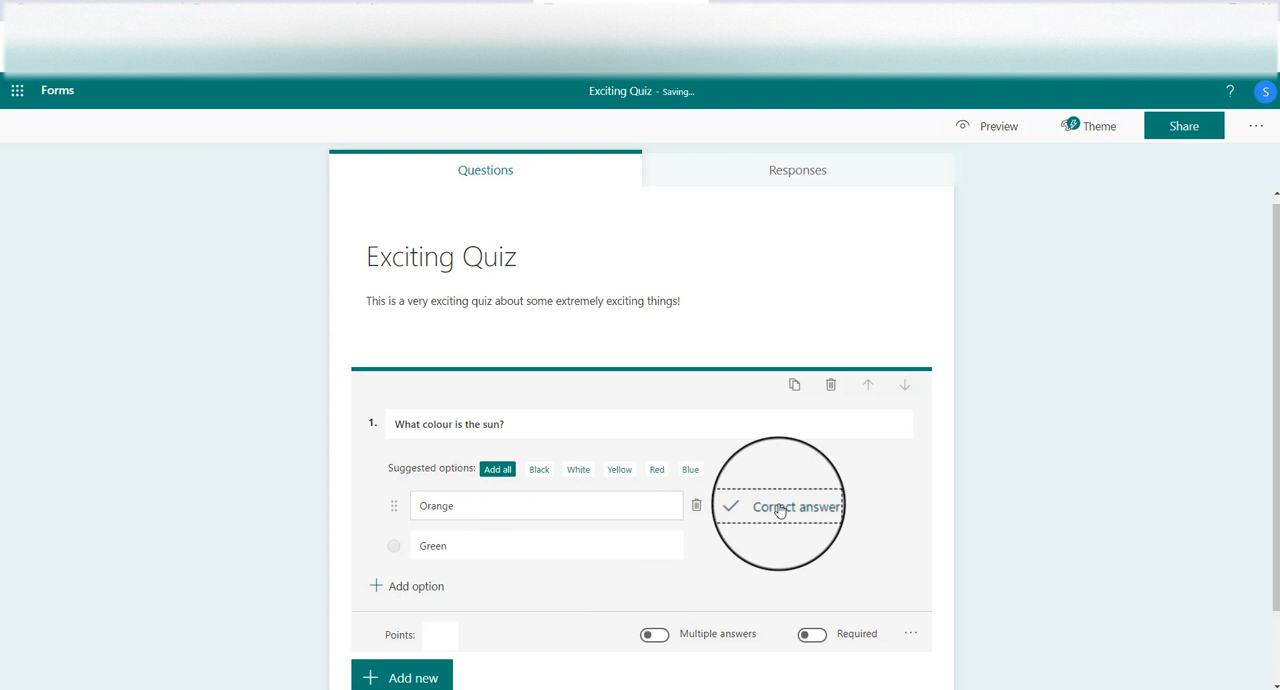 Forms
Exciting Quiz - Saving...
?
S
Preview
Theme
Share
Questions
Responses
Exciting Quiz
This is a very exciting quiz about some extremely exciting things!
1.
What colour is the sun?
Suggested options: Add all Black White Yellow Red Blue
Orange
Correct answer
Green
Add option
Points:
Multiple answers
Required
Add new